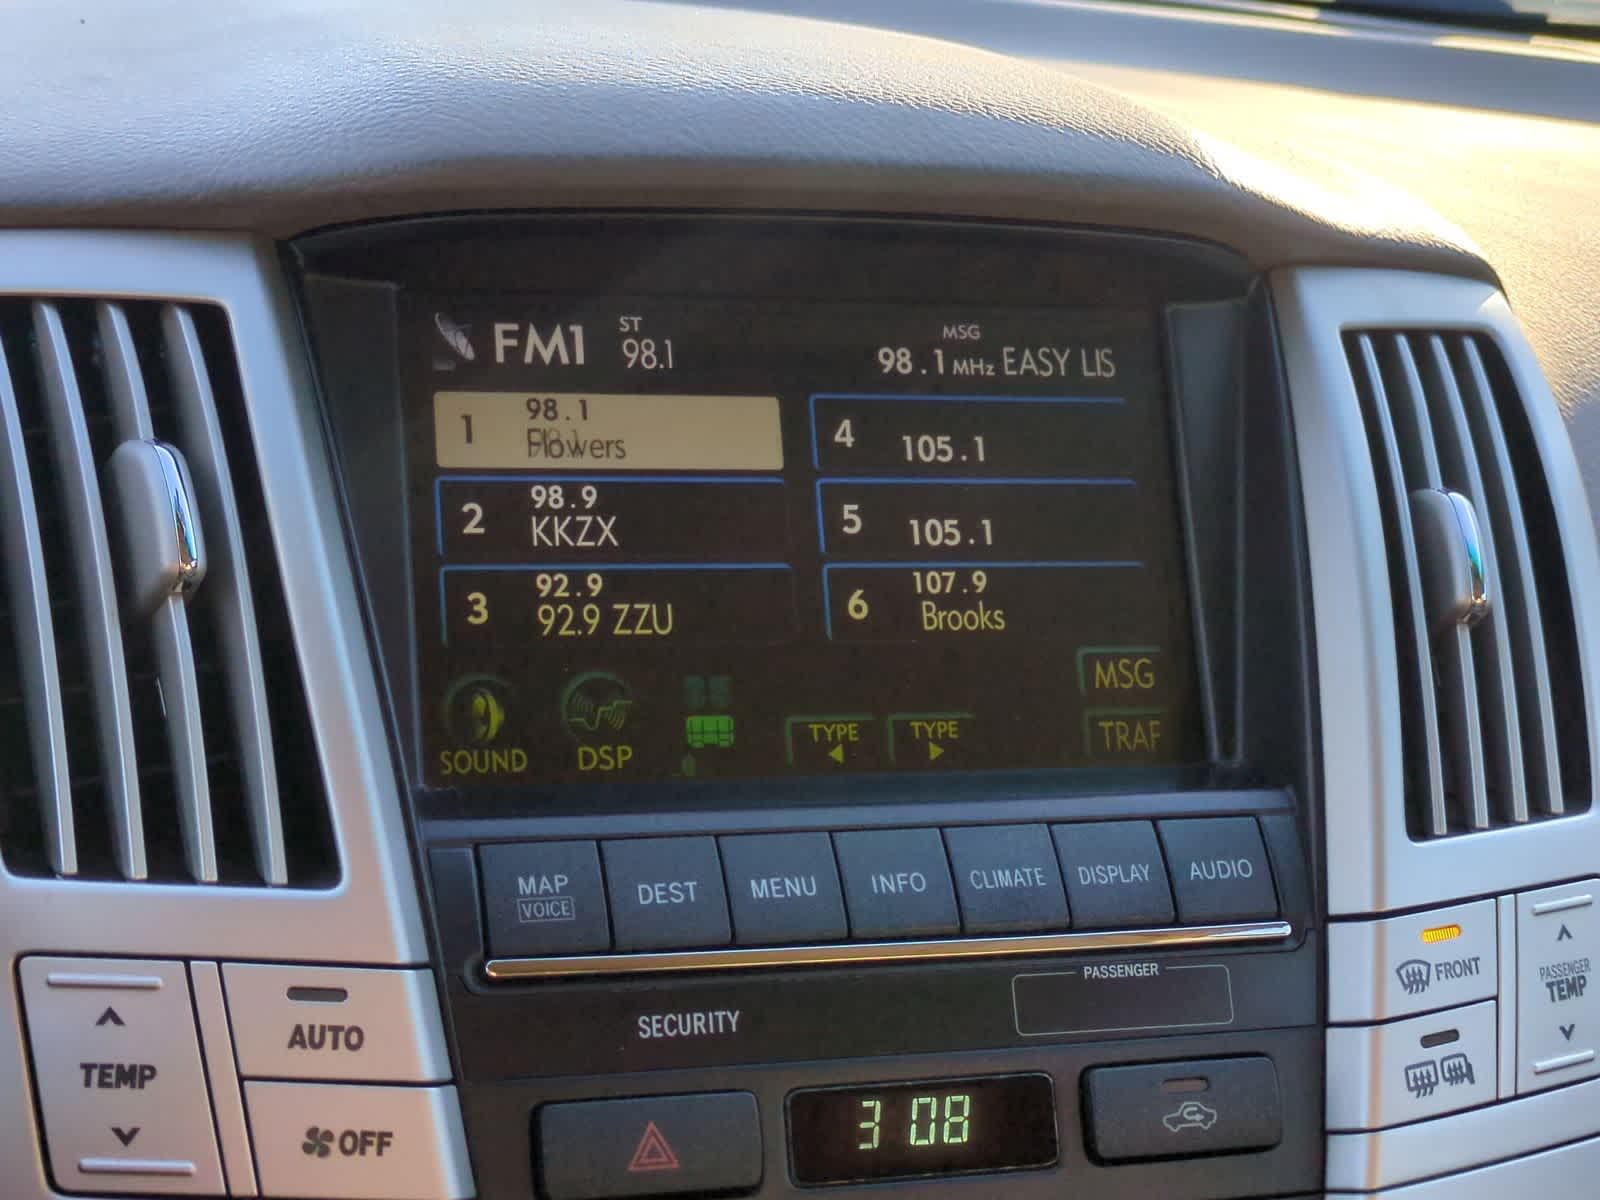 FM1 ST 98.1
MSG
98.1 MHz EASY LIS
1 98.1
Flowers
2 98.9
KKZX
3 92.9
92.9 ZZU
4 105.1
5 105.1
6 107.9
Brooks
MSG
SOUND DSP TYPE TYPE TRAF
MAP VOICE DEST MENU INFO CLIMATE DISPLAY AUDIO
PASSENGER
SECURITY
FRONT
PASSENGER
TEMP
AUTO
TEMP
OFF
3 08